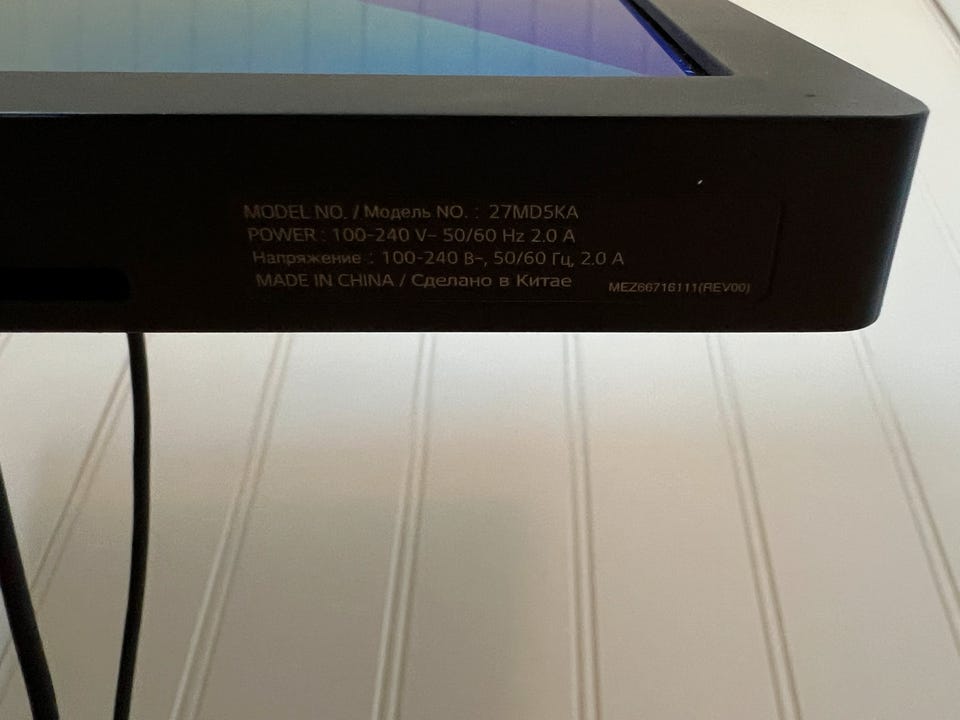 MODEL NO. / Модель NO. : 27MD5KA
POWER : 100-240 V~ 50/60 Hz 2.0 A
Напряжение : 100-240 В~, 50/60 Гц, 2.0 A
MADE IN CHINA / Сделано в Китае
MEZ66716111(REV00)